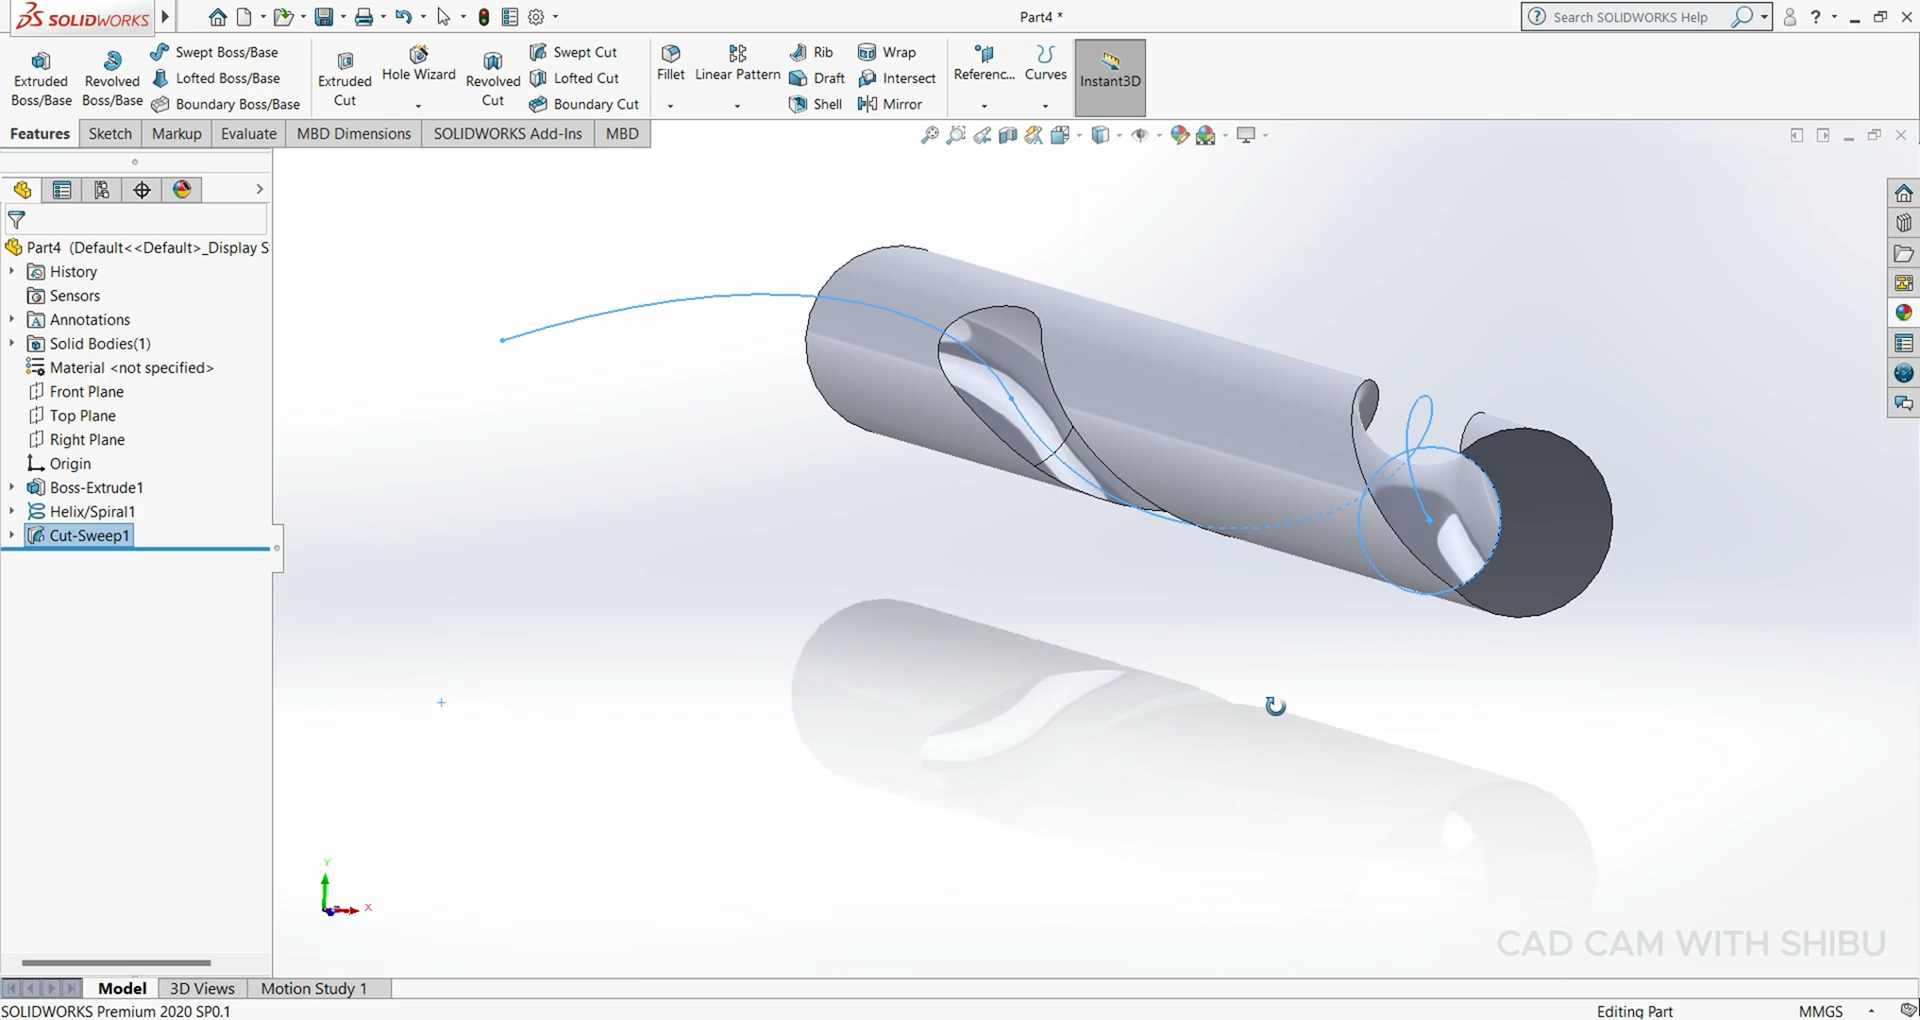 SOLIDWORKS
Part4 *
Search SOLIDWORKS Help
Extruded Boss/Base
Revolved Boss/Base
Swept Boss/Base
Lofted Boss/Base
Boundary Boss/Base
Extruded Cut
Hole Wizard
Revolved Cut
Swept Cut
Lofted Cut
Boundary Cut
Fillet
Linear Pattern
Rib
Draft
Shell
Wrap
Intersect
Mirror
Referenc...
Curves
Instant3D
Features
Sketch
Markup
Evaluate
MBD Dimensions
SOLIDWORKS Add-Ins
MBD
Part4 (Default<<Default>_Display S
History
Sensors
Annotations
Solid Bodies(1)
Material <not specified>
Front Plane
Top Plane
Right Plane
Origin
Boss-Extrude1
Helix/Spiral1
Cut-Sweep1
Y
X
CAD CAM WITH SHIBU
Model
3D Views
Motion Study 1
SOLIDWORKS Premium 2020 SP0.1
Editing Part
MMGS